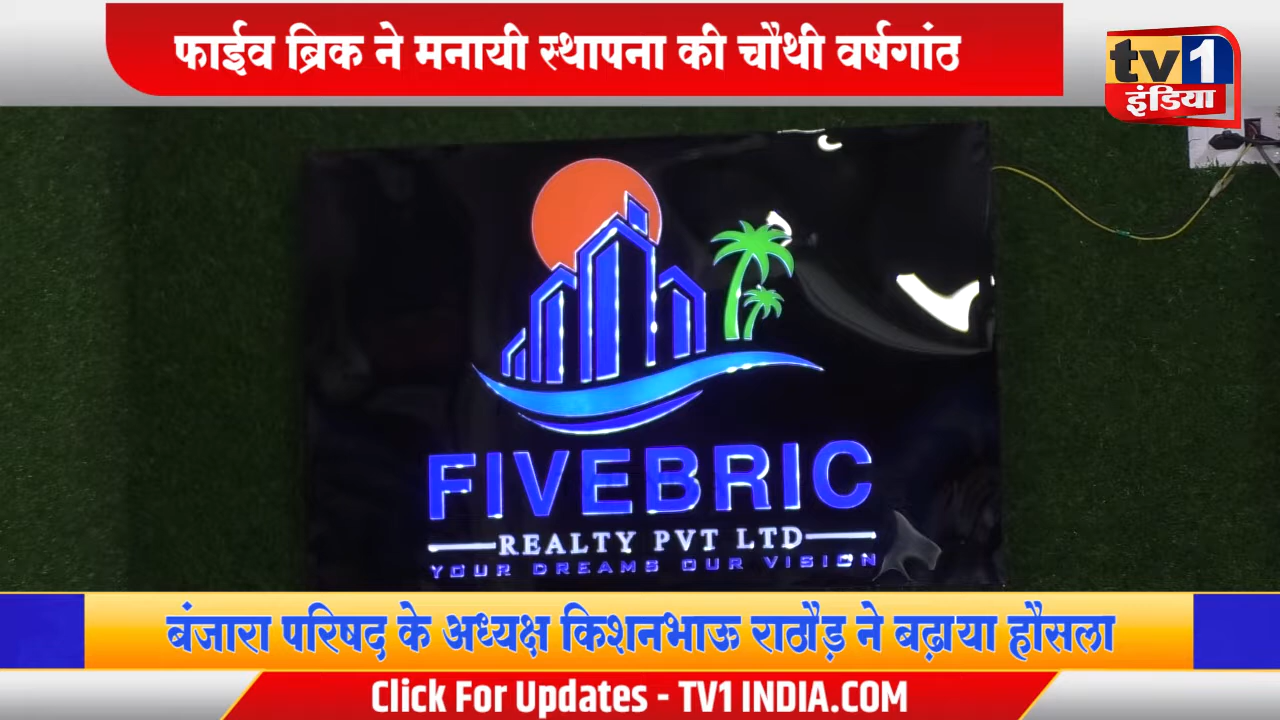 फाईव ब्रिक ने मनायी स्थापना की चौथी वर्षगांठ
tv1
इंडिया
FIVEBRIC
REALTY PVT LTD
YOUR DREAMS OUR VISION
बंजारा परिषद के अध्यक्ष किशनभाऊ राठौड़ ने बढ़ाया हौसला
Click For Updates - TV1 INDIA.COM